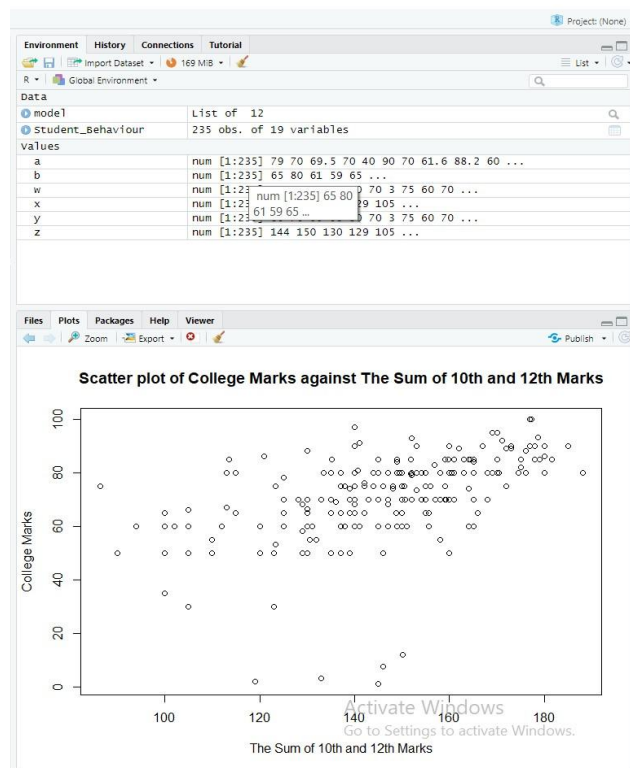 Project: (None)
Environment History Connections Tutorial
Import Dataset 169 MiB List
R Global Environment
Data
model List of 12
Student_Behaviour 235 obs. of 19 variables
Values
a num [1:235] 79 70 69.5 70 40 90 70 61.6 88.2 60 ...
b num [1:235] 65 80 61 59 65 ...
w num [1:23 70 3 75 60 70 ...
x num [1:23 29 105 ...
y num [1:23 70 3 75 60 70 ...
z num [1:235] 144 150 130 129 105 ...
num [1:235] 65 80
61 59 65 ...
Files Plots Packages Help Viewer
Zoom Export Publish
Scatter plot of College Marks against The Sum of 10th and 12th Marks
College Marks
100
80
60
40
20
0
100 120 140 160 180
The Sum of 10th and 12th Marks
Activate Windows
Go to Settings to activate Windows.